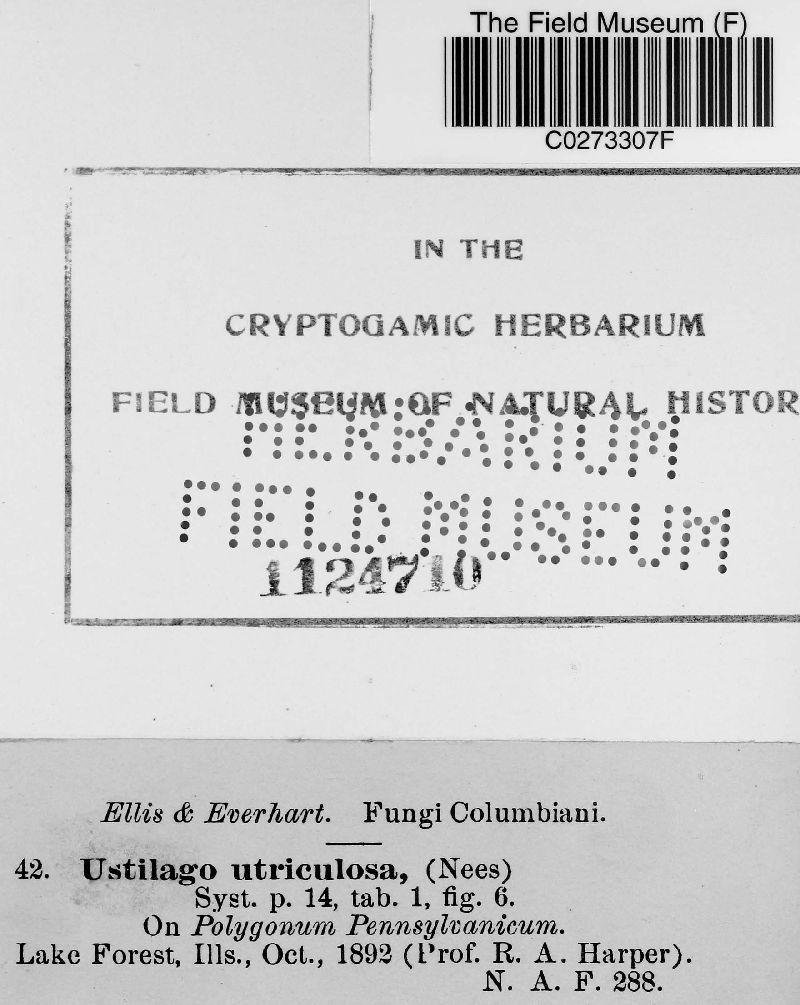 The Field Museum (F)
C0273307F
IN THE
CRYPTOGAMIC HERBARIUM
FIELD MUSEUM OF NATURAL HISTOR
HERBARIUM
FIELD MUSEUM
1124710
Ellis & Everhart. Fungi Columbiani.
42. Ustilago utriculosa, (Nees)
Syst. p. 14, tab. 1, fig. 6.
On Polygonum Pennsylvanicum.
Lake Forest, Ills., Oct., 1892 (Prof. R. A. Harper).
N. A. F. 288.